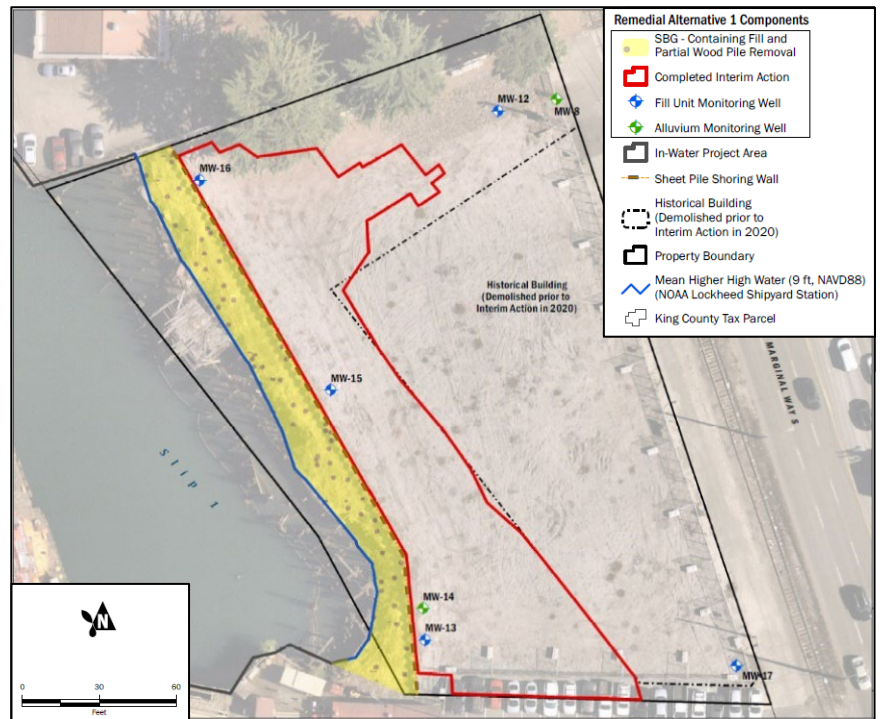 Remedial Alternative 1 Components
SBG - Containing Fill and
Partial Wood Pile Removal
Completed Interim Action
Fill Unit Monitoring Well
Alluvium Monitoring Well
In-Water Project Area
Sheet Pile Shoring Wall
Historical Building
(Demolished prior to
Interim Action in 2020)
Property Boundary
Mean Higher High Water (9 ft, NAVD88)
(NOAA Lockheed Shipyard Station)
King County Tax Parcel
MW-12
MW-8
MW-16
Historical Building
(Demolished prior to
Interim Action in 2020)
MARGINAL WAY S
MW-15
Slip 1
MW-14
MW-13
MW-17
N
0 30 60
Feet